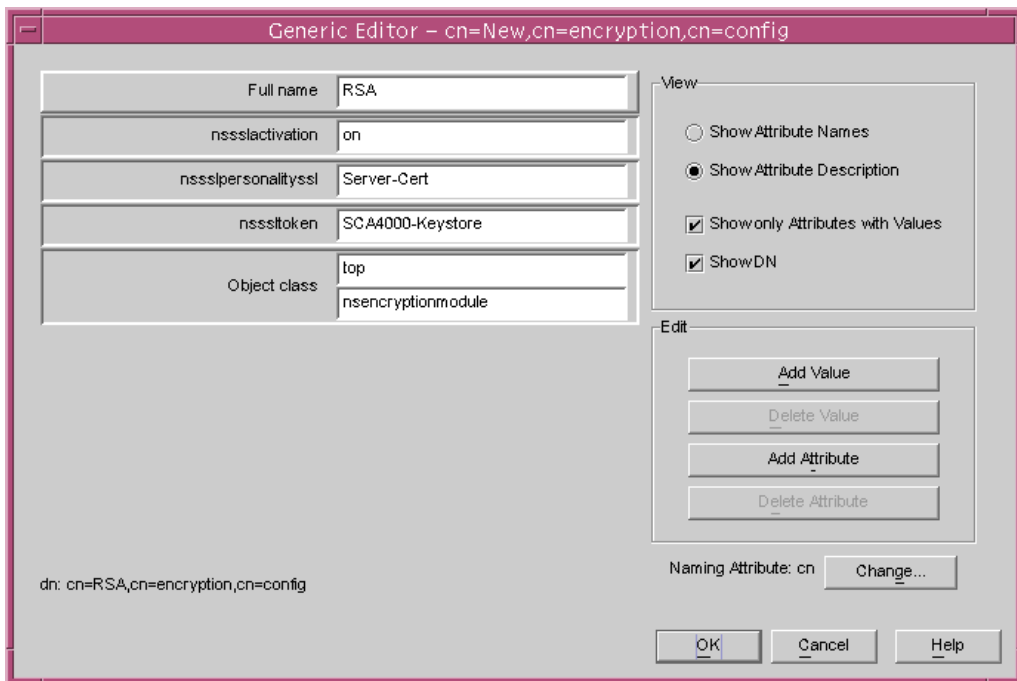 Generic Editor – cn=New,cn=encryption,cn=config
Full name RSA
nssslactivation on
nssslpersonalityssl Server-Cert
nsssltoken SCA4000-Keystore
Object class top
nsencryptionmodule
View
Show Attribute Names
Show Attribute Description
Show only Attributes with Values
Show DN
Edit
Add Value
Delete Value
Add Attribute
Delete Attribute
Naming Attribute: cn Change...
dn: cn=RSA,cn=encryption,cn=config
OK Cancel Help